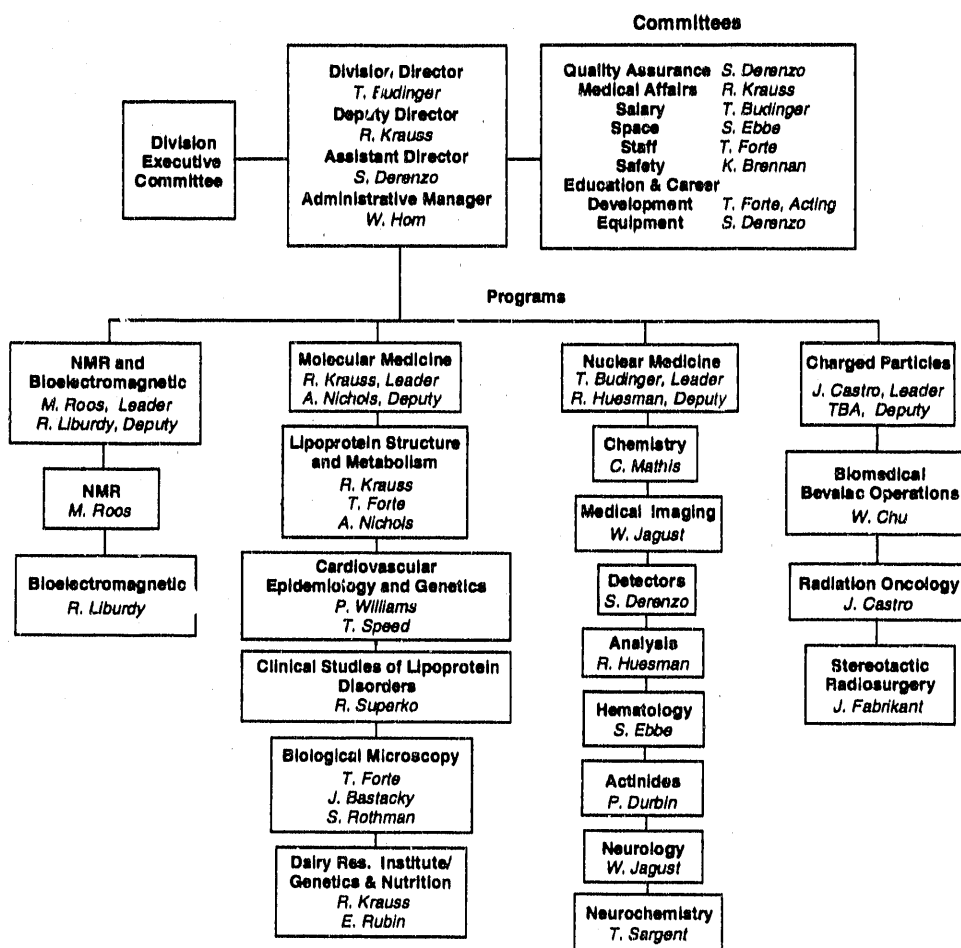 Committees
Division Director
T. Budinger
Deputy Director
R. Krauss
Assistant Director
S. Derenzo
Administrative Manager
W. Hom
Division
Executive
Committee
Quality Assurance S. Derenzo
Medical Affairs R. Krauss
Salary T. Budinger
Space S. Ebbe
Staff T. Forte
Safety K. Brennan
Education & Career
Development T. Forte, Acting
Equipment S. Derenzo
Programs
NMR and
Bioelectromagnetic
M. Roos, Leader
R. Liburdy, Deputy
NMR
M. Roos
Bioelectromagnetic
R. Liburdy
Molecular Medicine
R. Krauss, Leader
A. Nichols, Deputy
Lipoprotein Structure
and Metabolism
R. Krauss
T. Forte
A. Nichols
Cardiovascular
Epidemiology and Genetics
P. Williams
T. Speed
Clinical Studies of Lipoprotein
Disorders
R. Superko
Biological Microscopy
T. Forte
J. Bastacky
S. Rothman
Dairy Res. Institute/
Genetics & Nutrition
R. Krauss
E. Rubin
Nuclear Medicine
T. Budinger, Leader
R. Huesman, Deputy
Chemistry
C. Mathis
Medical Imaging
W. Jagust
Detectors
S. Derenzo
Analysis
R. Huesman
Hematology
S. Ebbe
Actinides
P. Durbin
Neurology
W. Jagust
Neurochemistry
T. Sargent
Charged Particles
J. Castro, Leader
TBA, Deputy
Biomedical
Bevalac Operations
W. Chu
Radiation Oncology
J. Castro
Stereotactic
Radiosurgery
J. Fabrikant